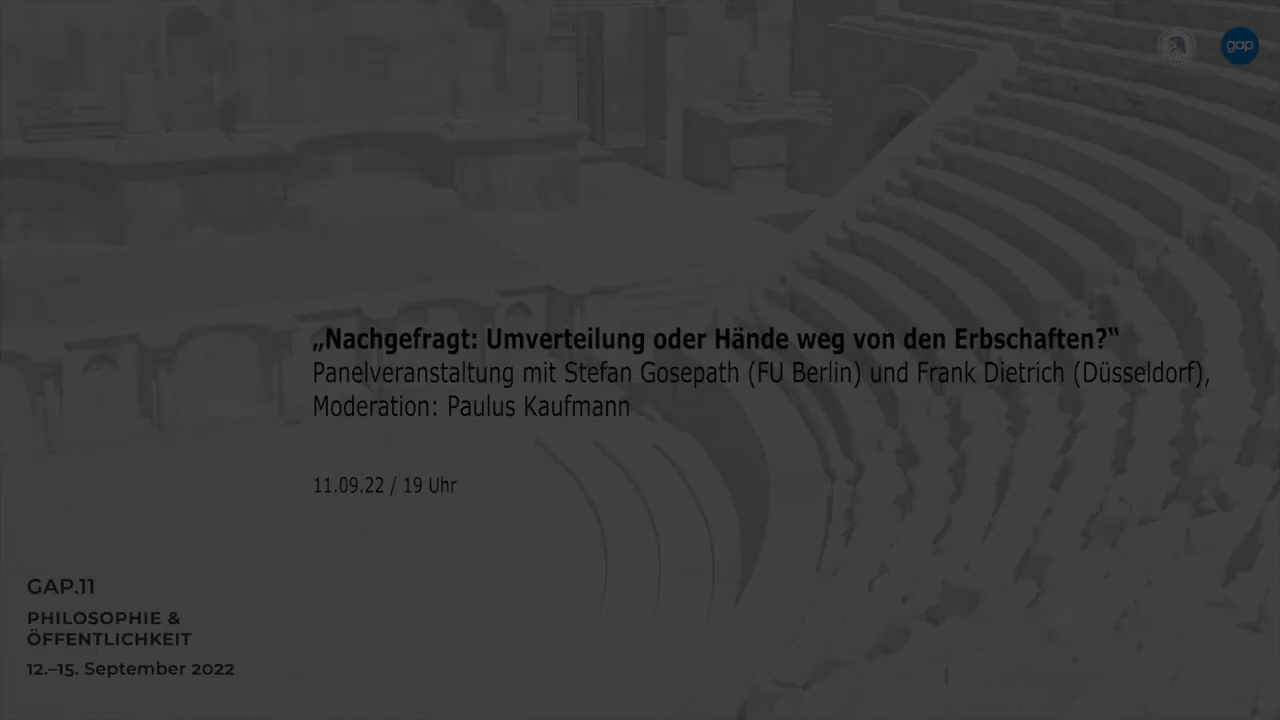 gap
„Nachgefragt: Umverteilung oder Hände weg von den Erbschaften?“
Panelveranstaltung mit Stefan Gosepath (FU Berlin) und Frank Dietrich (Düsseldorf),
Moderation: Paulus Kaufmann
11.09.22 / 19 Uhr
GAP.11
PHILOSOPHIE &
ÖFFENTLICHKEIT
12.–15. September 2022